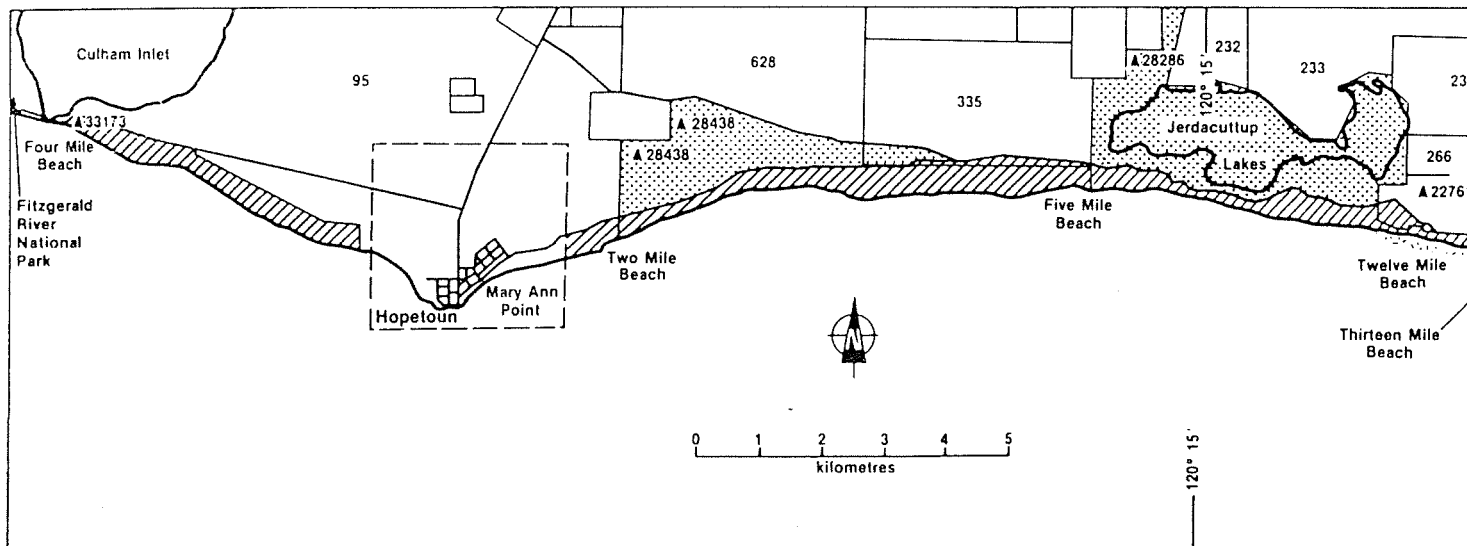 Culham Inlet
95
628
335
▲28286
232
120° 15'
233
23
▲33173
▲28438
▲28438
Jerdacuttup
Lakes
266
▲2276
Four Mile
Beach
Fitzgerald
River
National
Park
Two Mile
Beach
Five Mile
Beach
Mary Ann
Point
Hopetoun
Twelve Mile
Beach
Thirteen Mile
Beach
0 1 2 3 4 5
kilometres
120° 15'